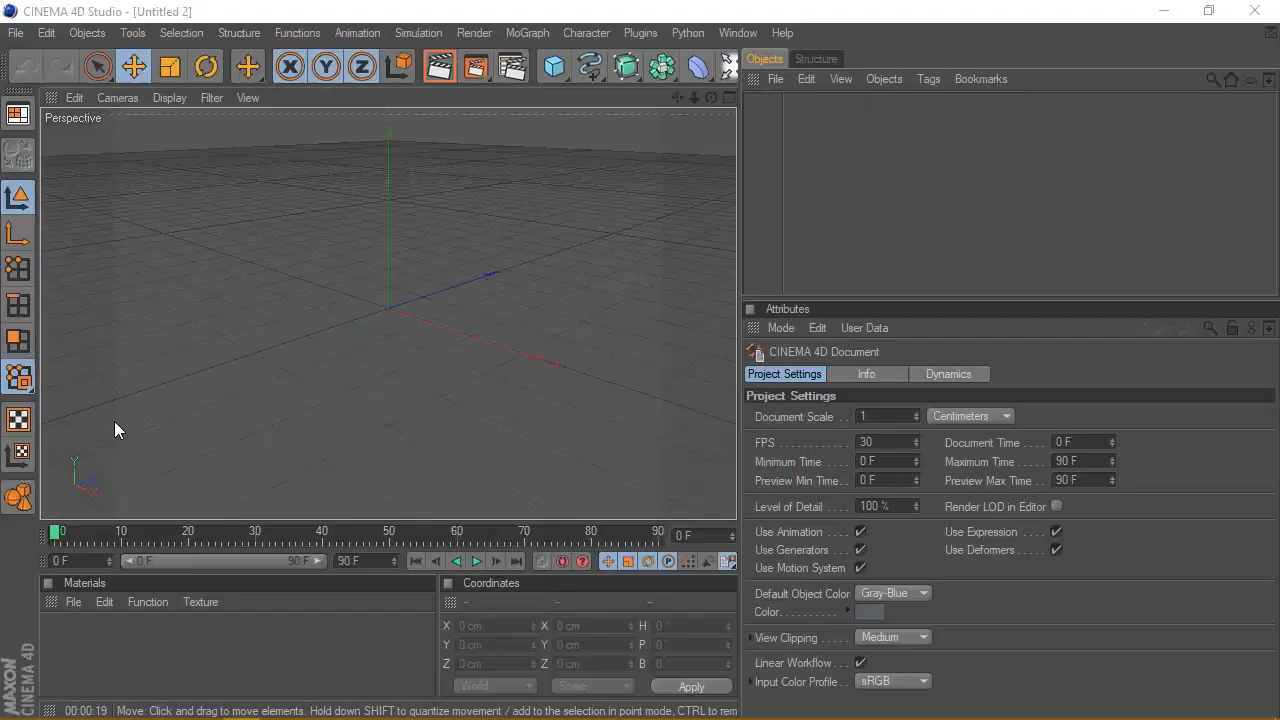 CINEMA 4D Studio - [Untitled 2]
File Edit Objects Tools Selection Structure Functions Animation Simulation Render MoGraph Character Plugins Python Window Help
Objects Structure
File Edit View Objects Tags Bookmarks
Edit Cameras Display Filter View
Perspective
Y
Z
X
Attributes
Mode Edit User Data
CINEMA 4D Document
Project Settings Info Dynamics
Project Settings
Document Scale . . 1 Centimeters
FPS . . . . . . . . . . . 30 Document Time . . . 0 F
Minimum Time . . . 0 F Maximum Time . . . . . 90 F
Preview Min Time. . 0 F Preview Max Time . . 90 F
Level of Detail . . . . 100 % Render LOD in Editor
Use Animation . . . Use Expression . . . .
Use Generators . . . Use Deformers . . . .
Use Motion System
Default Object Color Gray-Blue
Color. . . . . . . . . .
View Clipping . . . . . Medium
Linear Workflow . . .
Input Color Profile . . sRGB
0 10 20 30 40 50 60 70 80 90 0 F
0 F 0 F 90 F 90 F
Materials
File Edit Function Texture
Coordinates
-- -- --
X 0 cm X 0 cm H 0 °
Y 0 cm Y 0 cm P 0 °
Z 0 cm Z 0 cm B 0 °
World Scale Apply
MAXON
CINEMA 4D
00:00:19 Move: Click and drag to move elements. Hold down SHIFT to quantize movement / add to the selection in point mode, CTRL to rem